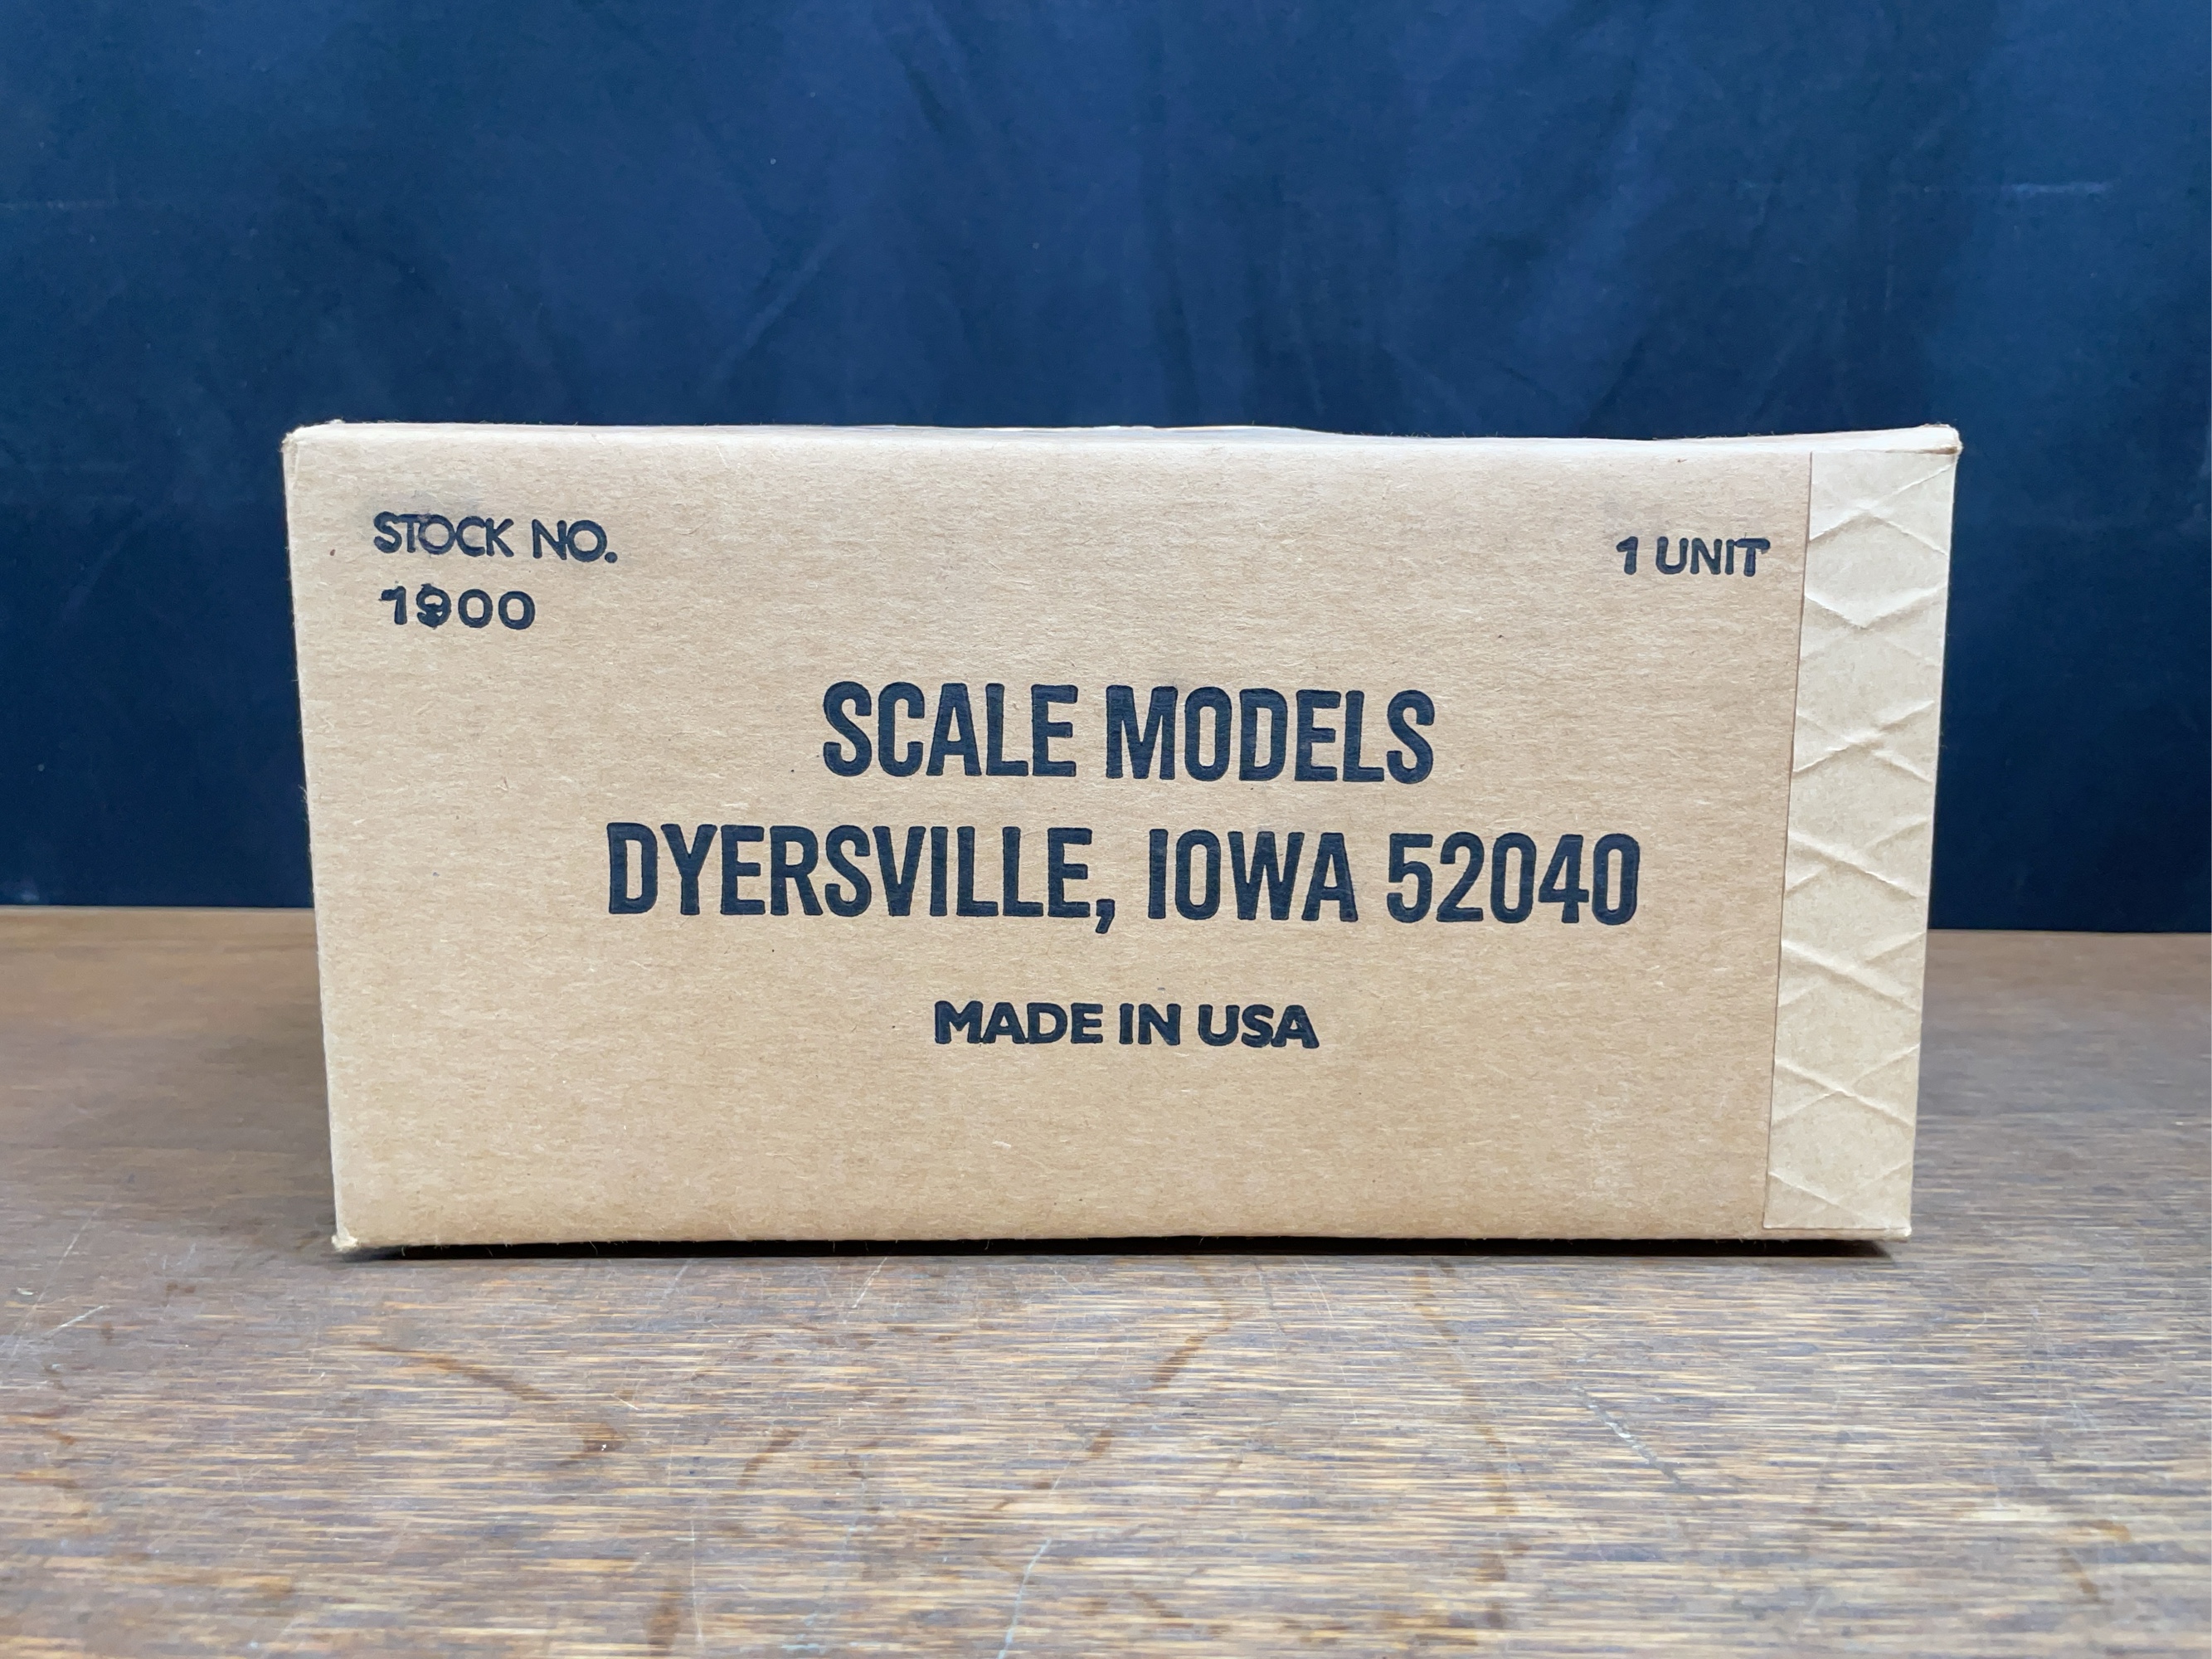 STOCK NO.
1900
1 UNIT
SCALE MODELS
DYERSVILLE, IOWA 52040
MADE IN USA